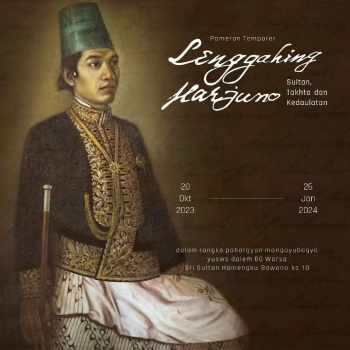 Pameran Temporer
Lenggahing
Harjuno
Sultan,
Takhta dan
Kedaulatan
20
Okt
2023
26
Jan
2024
dalam rangka pahargyan mangayubagya
yuswo dalem 80 Warsa
Sri Sultan Hamengku Bawono ka 10